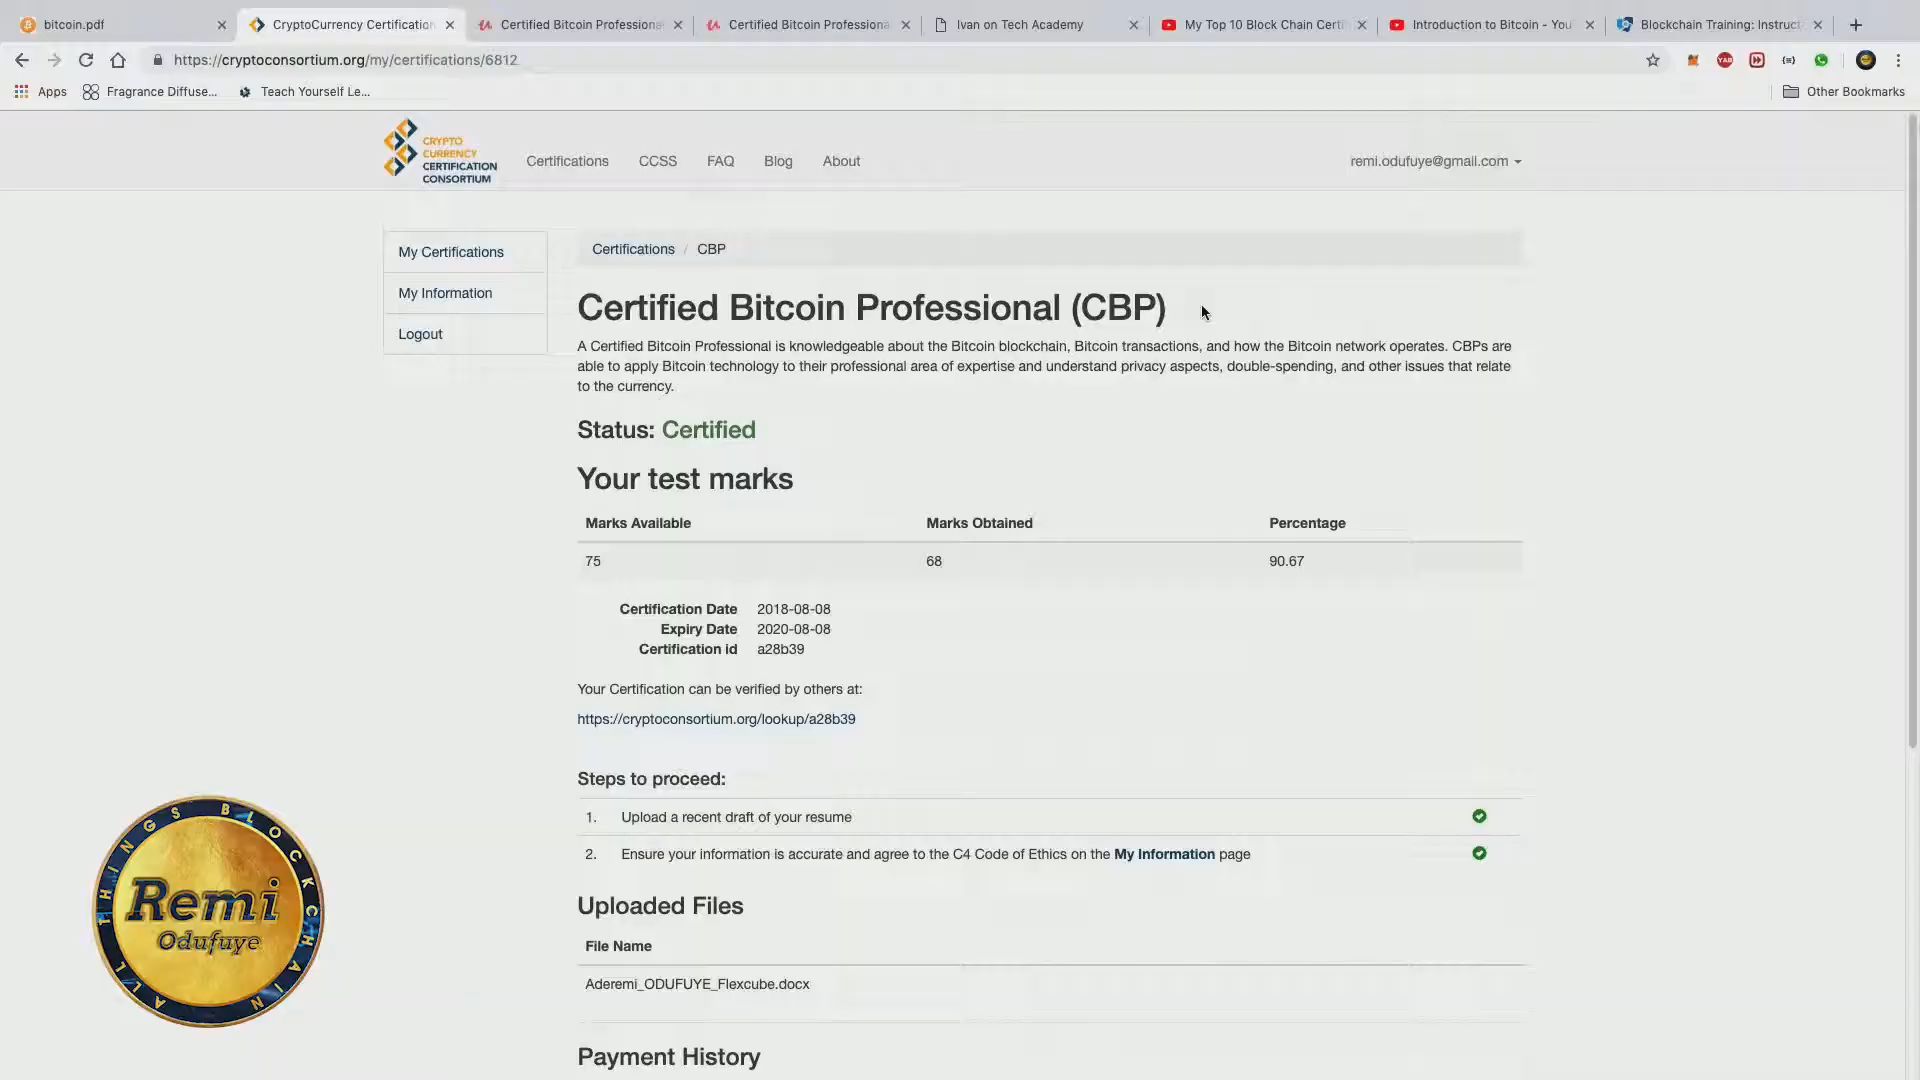 bitcoin.pdf
CryptoCurrency Certification
Certified Bitcoin Professional
Certified Bitcoin Professional
Ivan on Tech Academy
My Top 10 Block Chain Certi
Introduction to Bitcoin - You
Blockchain Training: Instruct
https://cryptoconsortium.org/my/certifications/6812
Apps
Fragrance Diffuse...
Teach Yourself Le...
Other Bookmarks
CRYPTO
CURRENCY
CERTIFICATION
CONSORTIUM
Certifications
CCSS
FAQ
Blog
About
remi.odufuye@gmail.com
My Certifications
My Information
Logout
Certifications / CBP
Certified Bitcoin Professional (CBP)
A Certified Bitcoin Professional is knowledgeable about the Bitcoin blockchain, Bitcoin transactions, and how the Bitcoin network operates. CBPs are
able to apply Bitcoin technology to their professional area of expertise and understand privacy aspects, double-spending, and other issues that relate
to the currency.
Status: Certified
Your test marks
Marks Available Marks Obtained Percentage
75 68 90.67
Certification Date 2018-08-08
Expiry Date 2020-08-08
Certification id a28b39
Your Certification can be verified by others at:
https://cryptoconsortium.org/lookup/a28b39
Steps to proceed:
1. Upload a recent draft of your resume
2. Ensure your information is accurate and agree to the C4 Code of Ethics on the My Information page
Uploaded Files
File Name
Aderemi_ODUFUYE_Flexcube.docx
Payment History
ALL THINGS BLOCKCHAIN
Remi
Odufuye